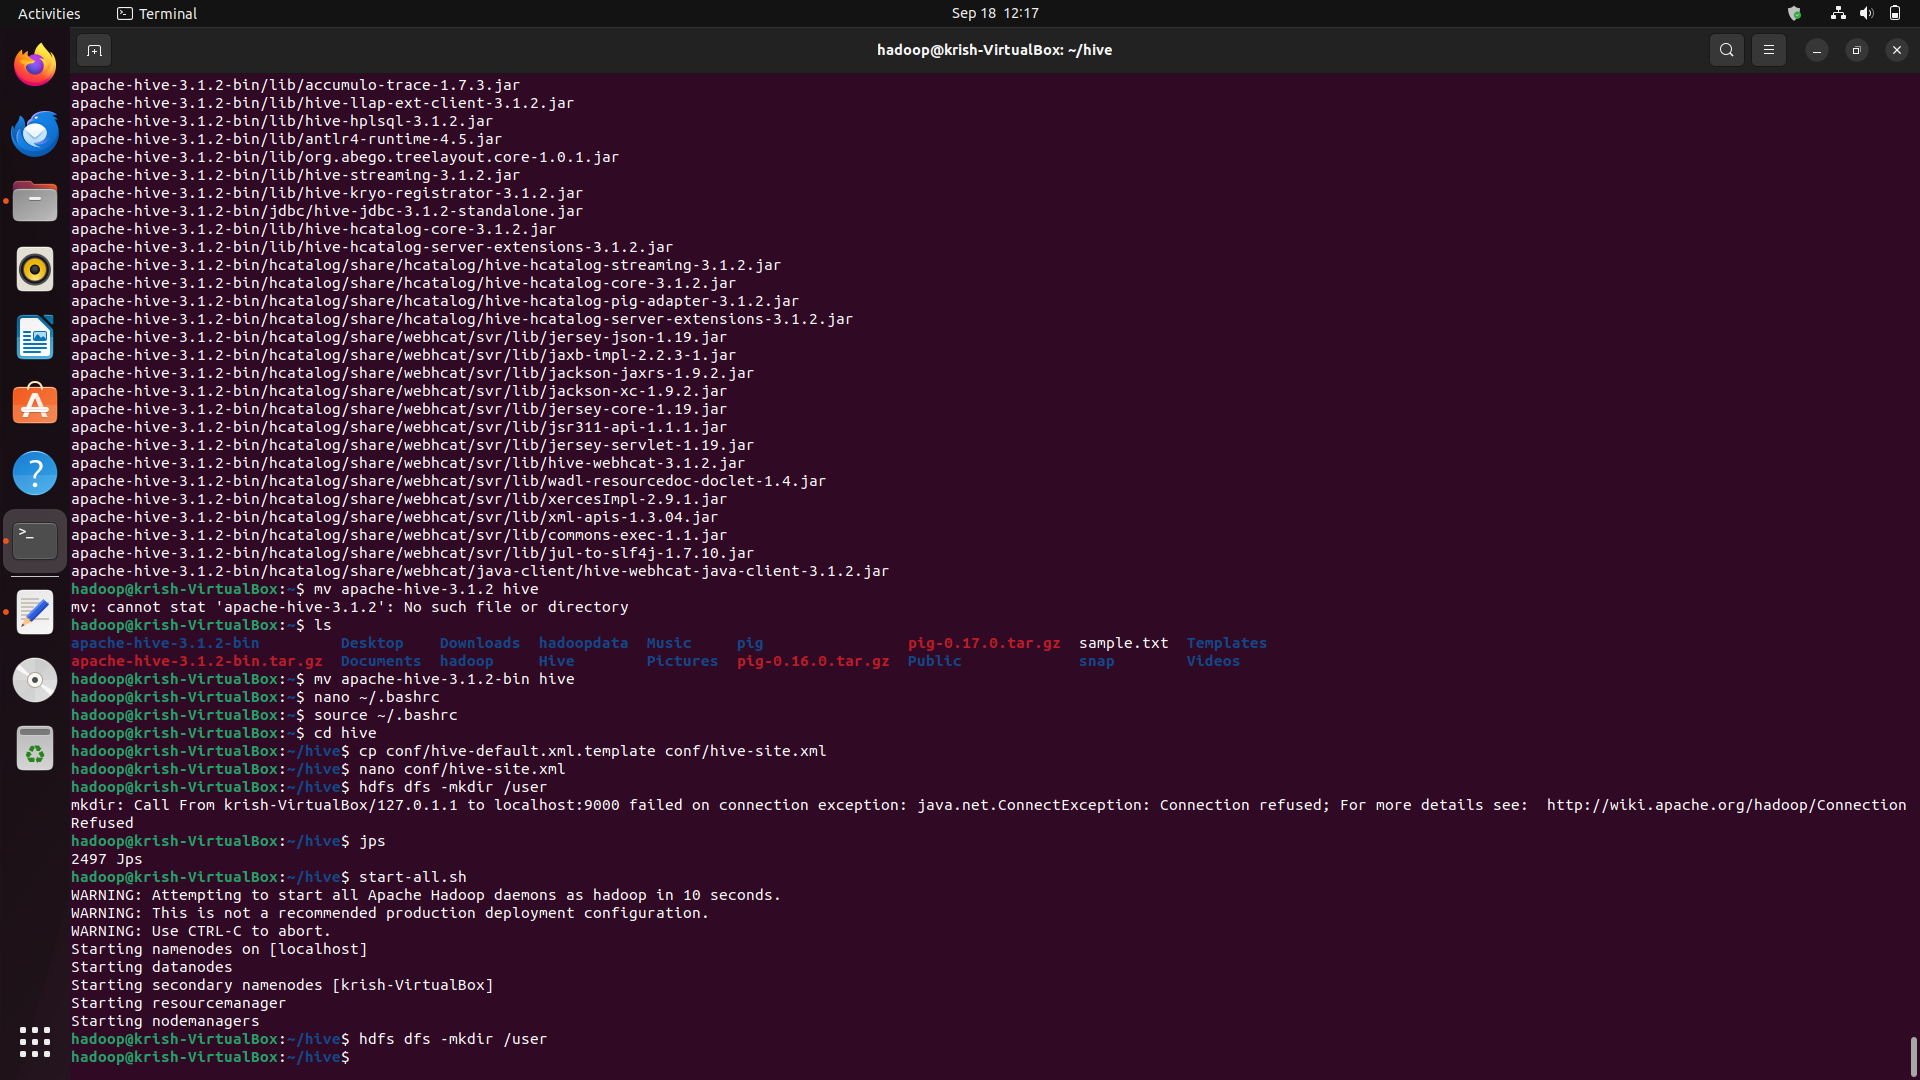 Activities
Terminal
Sep 18 12:17
hadoop@krish-VirtualBox: ~/hive
apache-hive-3.1.2-bin/lib/accumulo-trace-1.7.3.jar
apache-hive-3.1.2-bin/lib/hive-llap-ext-client-3.1.2.jar
apache-hive-3.1.2-bin/lib/hive-hplsql-3.1.2.jar
apache-hive-3.1.2-bin/lib/antlr4-runtime-4.5.jar
apache-hive-3.1.2-bin/lib/org.abego.treelayout.core-1.0.1.jar
apache-hive-3.1.2-bin/lib/hive-streaming-3.1.2.jar
apache-hive-3.1.2-bin/lib/hive-kryo-registrator-3.1.2.jar
apache-hive-3.1.2-bin/jdbc/hive-jdbc-3.1.2-standalone.jar
apache-hive-3.1.2-bin/lib/hive-hcatalog-core-3.1.2.jar
apache-hive-3.1.2-bin/lib/hive-hcatalog-server-extensions-3.1.2.jar
apache-hive-3.1.2-bin/hcatalog/share/hcatalog/hive-hcatalog-streaming-3.1.2.jar
apache-hive-3.1.2-bin/hcatalog/share/hcatalog/hive-hcatalog-core-3.1.2.jar
apache-hive-3.1.2-bin/hcatalog/share/hcatalog/hive-hcatalog-pig-adapter-3.1.2.jar
apache-hive-3.1.2-bin/hcatalog/share/hcatalog/hive-hcatalog-server-extensions-3.1.2.jar
apache-hive-3.1.2-bin/hcatalog/share/webhcat/svr/lib/jersey-json-1.19.jar
apache-hive-3.1.2-bin/hcatalog/share/webhcat/svr/lib/jaxb-impl-2.2.3-1.jar
apache-hive-3.1.2-bin/hcatalog/share/webhcat/svr/lib/jackson-jaxrs-1.9.2.jar
apache-hive-3.1.2-bin/hcatalog/share/webhcat/svr/lib/jackson-xc-1.9.2.jar
apache-hive-3.1.2-bin/hcatalog/share/webhcat/svr/lib/jersey-core-1.19.jar
apache-hive-3.1.2-bin/hcatalog/share/webhcat/svr/lib/jsr311-api-1.1.1.jar
apache-hive-3.1.2-bin/hcatalog/share/webhcat/svr/lib/jersey-servlet-1.19.jar
apache-hive-3.1.2-bin/hcatalog/share/webhcat/svr/lib/hive-webhcat-3.1.2.jar
apache-hive-3.1.2-bin/hcatalog/share/webhcat/svr/lib/wadl-resourcedoc-doclet-1.4.jar
apache-hive-3.1.2-bin/hcatalog/share/webhcat/svr/lib/xercesImpl-2.9.1.jar
apache-hive-3.1.2-bin/hcatalog/share/webhcat/svr/lib/xml-apis-1.3.04.jar
apache-hive-3.1.2-bin/hcatalog/share/webhcat/svr/lib/commons-exec-1.1.jar
apache-hive-3.1.2-bin/hcatalog/share/webhcat/svr/lib/jul-to-slf4j-1.7.10.jar
apache-hive-3.1.2-bin/hcatalog/share/webhcat/java-client/hive-webhcat-java-client-3.1.2.jar
hadoop@krish-VirtualBox:~$ mv apache-hive-3.1.2 hive
mv: cannot stat 'apache-hive-3.1.2': No such file or directory
hadoop@krish-VirtualBox:~$ ls
apache-hive-3.1.2-bin Desktop Downloads hadoopdata Music pig pig-0.17.0.tar.gz sample.txt Templates
apache-hive-3.1.2-bin.tar.gz Documents hadoop Hive Pictures pig-0.16.0.tar.gz Public snap Videos
hadoop@krish-VirtualBox:~$ mv apache-hive-3.1.2-bin hive
hadoop@krish-VirtualBox:~$ nano ~/.bashrc
hadoop@krish-VirtualBox:~$ source ~/.bashrc
hadoop@krish-VirtualBox:~$ cd hive
hadoop@krish-VirtualBox:~/hive$ cp conf/hive-default.xml.template conf/hive-site.xml
hadoop@krish-VirtualBox:~/hive$ nano conf/hive-site.xml
hadoop@krish-VirtualBox:~/hive$ hdfs dfs -mkdir /user
mkdir: Call From krish-VirtualBox/127.0.1.1 to localhost:9000 failed on connection exception: java.net.ConnectException: Connection refused; For more details see:  http://wiki.apache.org/hadoop/Connection
Refused
hadoop@krish-VirtualBox:~/hive$ jps
2497 Jps
hadoop@krish-VirtualBox:~/hive$ start-all.sh
WARNING: Attempting to start all Apache Hadoop daemons as hadoop in 10 seconds.
WARNING: This is not a recommended production deployment configuration.
WARNING: Use CTRL-C to abort.
Starting namenodes on [localhost]
Starting datanodes
Starting secondary namenodes [krish-VirtualBox]
Starting resourcemanager
Starting nodemanagers
hadoop@krish-VirtualBox:~/hive$ hdfs dfs -mkdir /user
hadoop@krish-VirtualBox:~/hive$